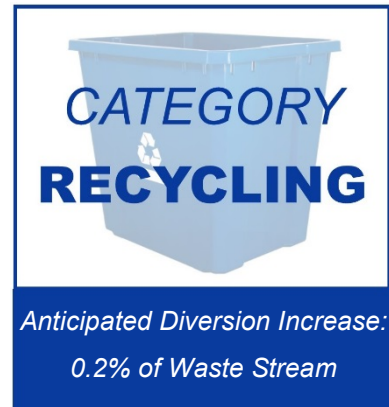 CATEGORY
RECYCLING
Anticipated Diversion Increase:
0.2% of Waste Stream